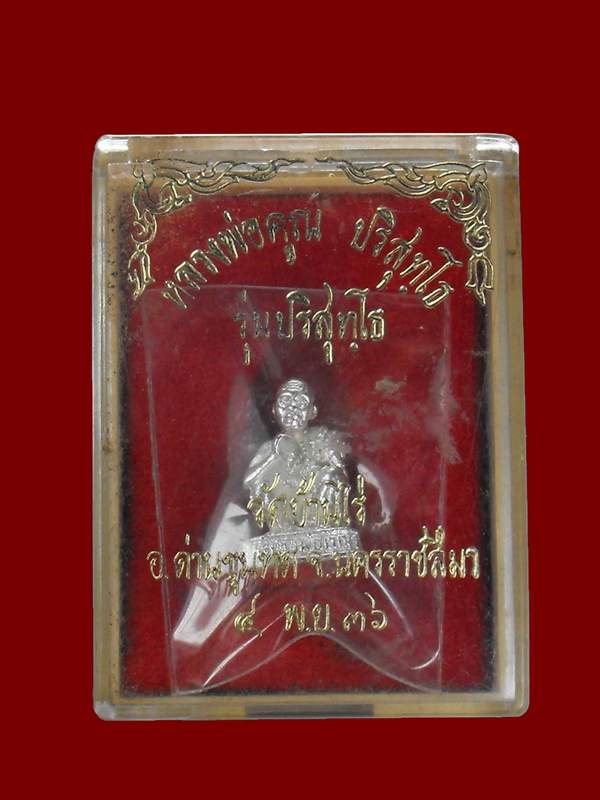 หลวงพ่อคูณ ปริสุทฺโธ
รุ่นปริสุทฺโธ
วัดบ้านไร่
อ.ด่านขุนทด จ.นครราชสีมา
๔ พ.ย. ๓๖